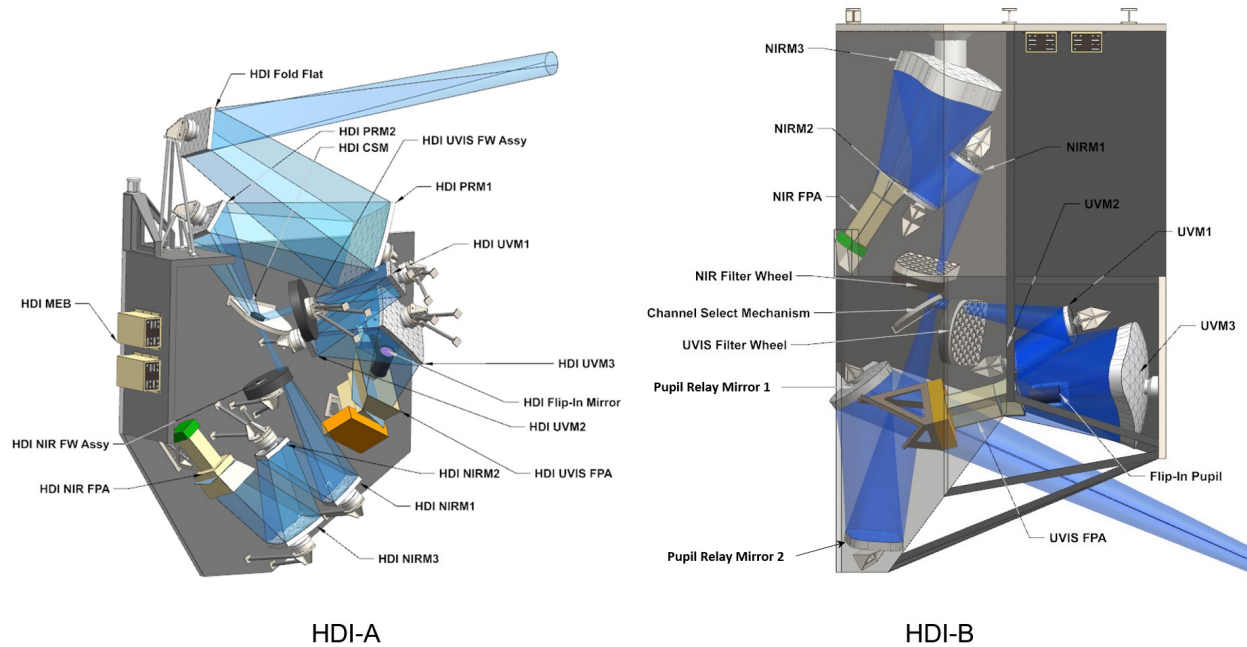 HDI Fold Flat
HDI PRM2
HDI CSM
HDI UVIS FW Assy
HDI PRM1
HDI UVM1
HDI MEB
HDI UVM3
HDI Flip-In Mirror
HDI UVM2
HDI NIR FW Assy
HDI NIRM2
HDI UVIS FPA
HDI NIR FPA
HDI NIRM1
HDI NIRM3
HDI-A
NIRM3
NIRM2
NIRM1
NIR FPA
UVM2
UVM1
NIR Filter Wheel
Channel Select Mechanism
UVIS Filter Wheel
UVM3
Pupil Relay Mirror 1
Flip-In Pupil
UVIS FPA
Pupil Relay Mirror 2
HDI-B